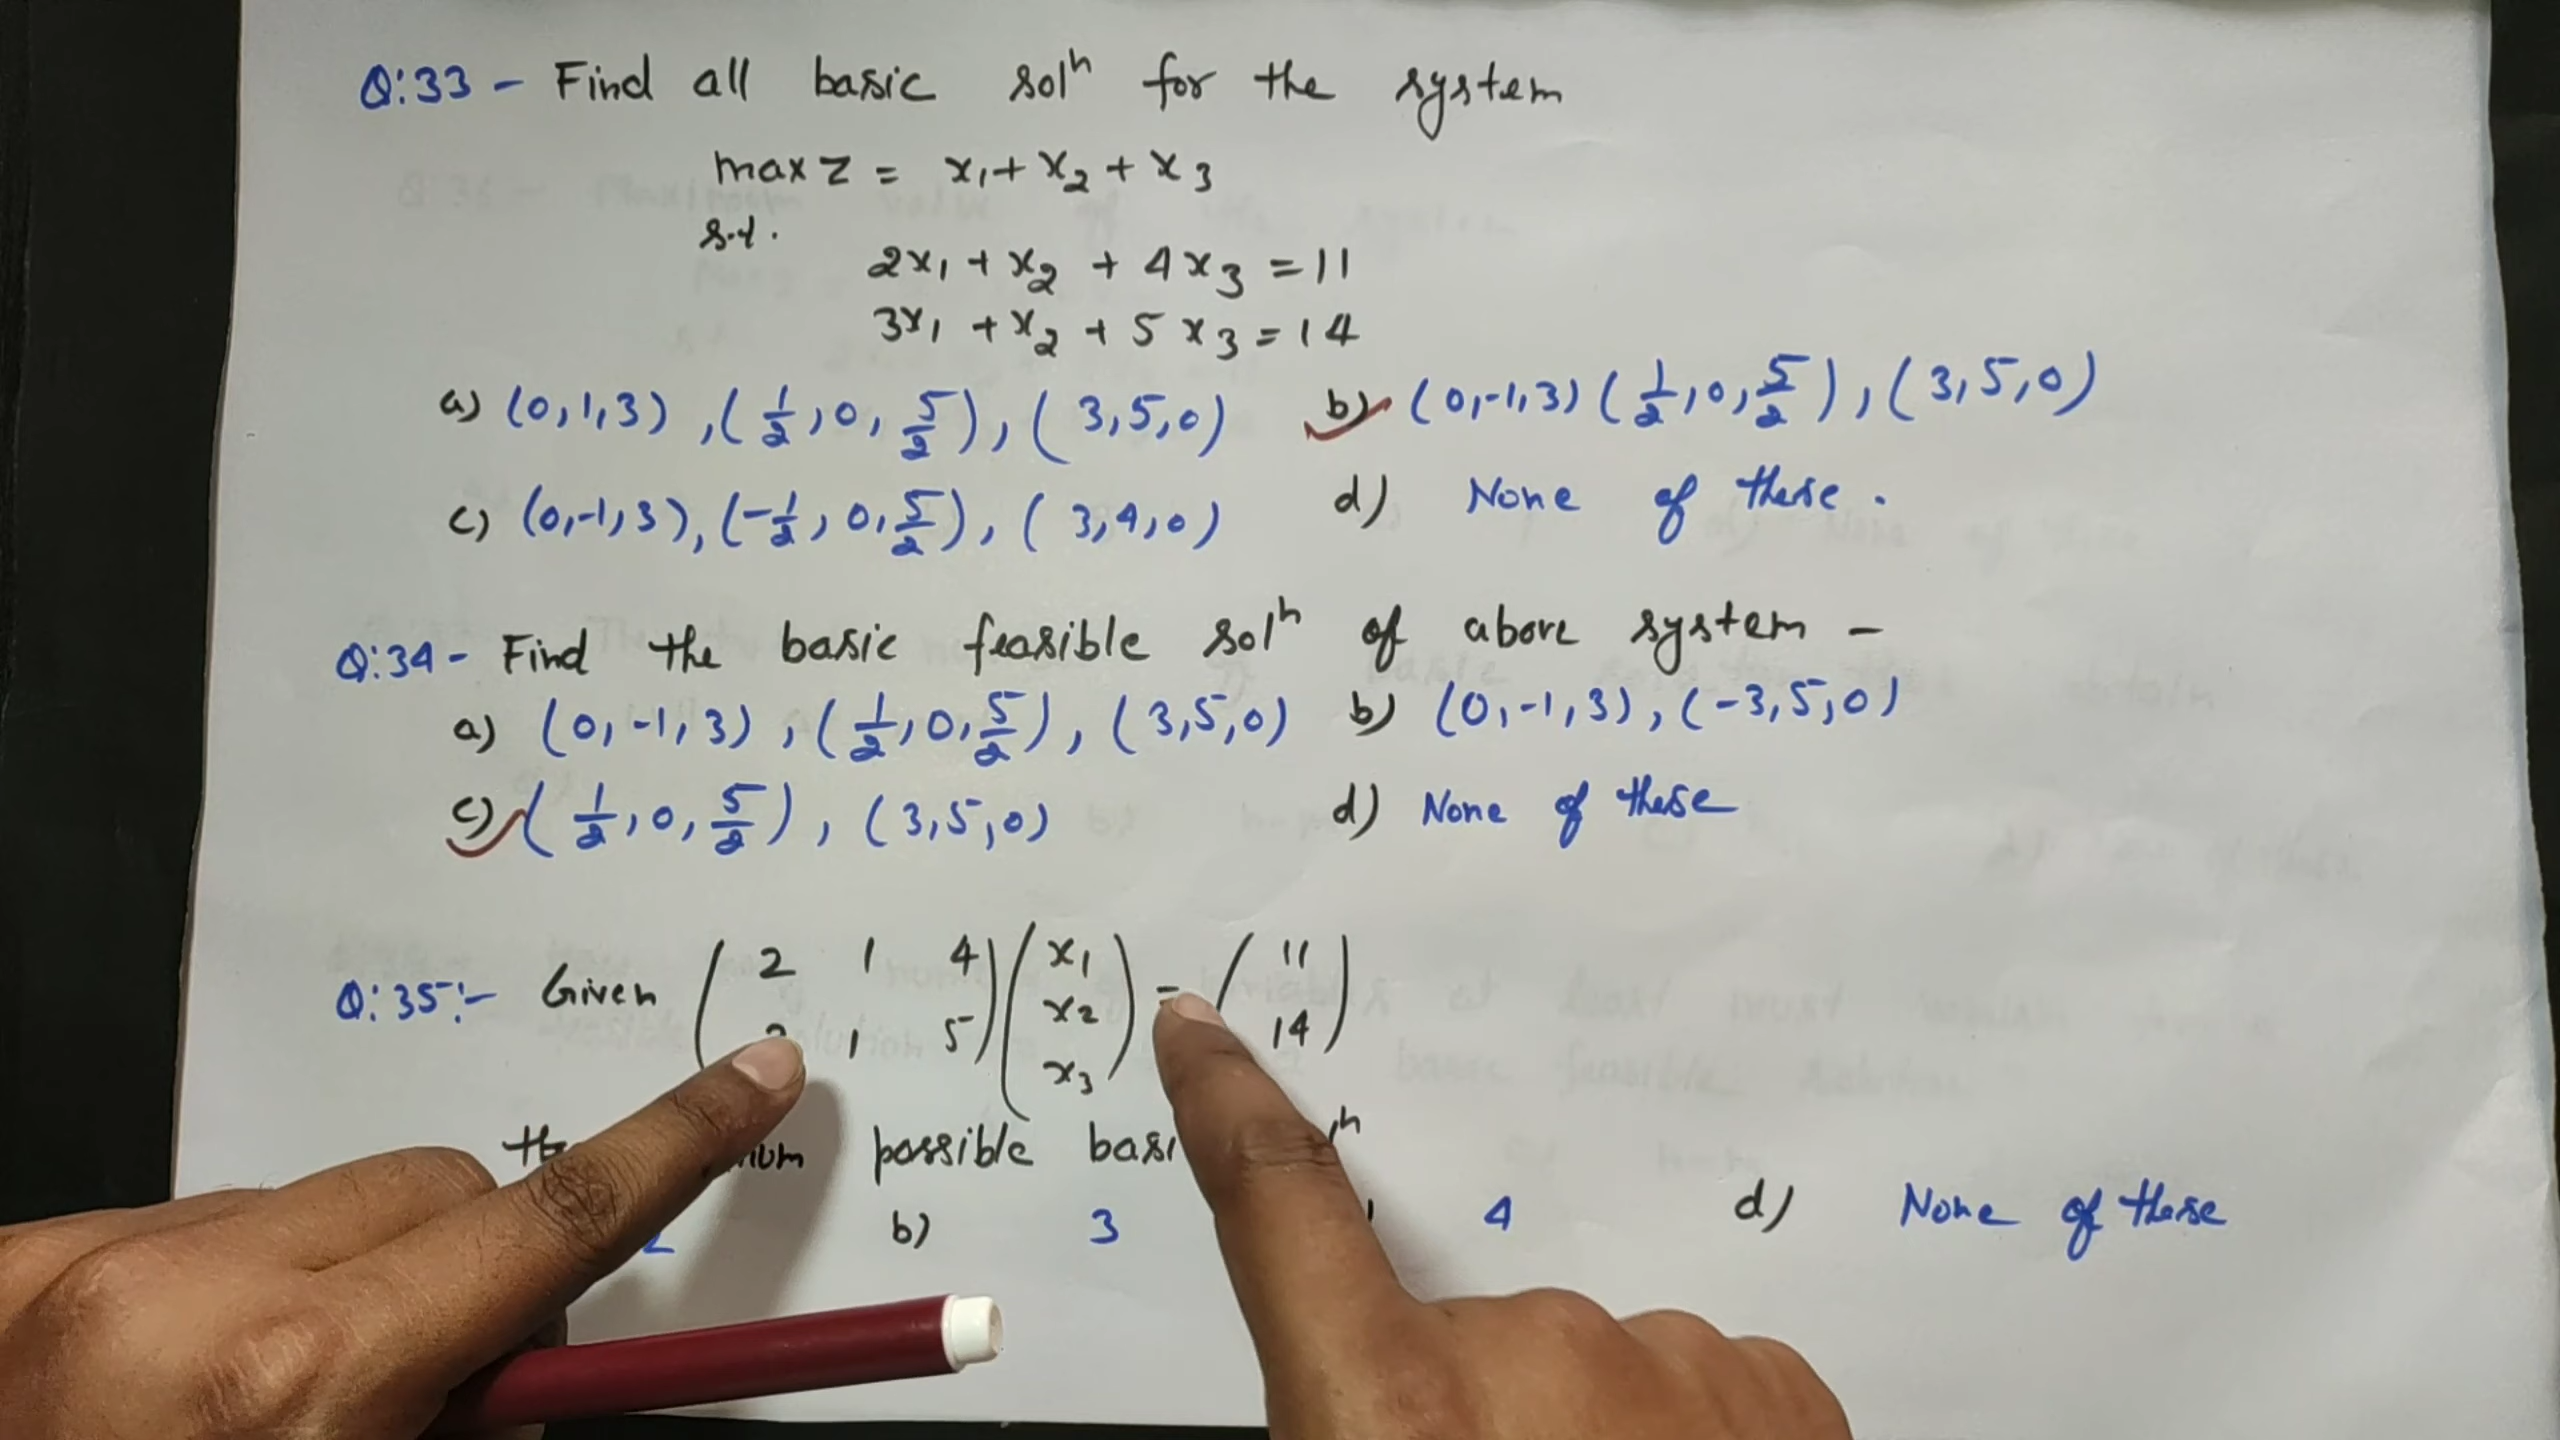 Q:33 - Find all basic solⁿ for the system
max z = x₁ + x₂ + x₃
s.t.
2x₁ + x₂ + 4x₃ = 11
3x₁ + x₂ + 5x₃ = 14
a) (0,1,3), (1/2, 0, 5/2), (3,5,0) b) (0,-1,3) (1/2, 0, 5/2), (3,5,0)
c) (0,-1,3), (-1/2, 0, 5/2), (3,4,0) d) None of these.
Q:34 - Find the basic feasible solⁿ of above system -
a) (0,-1,3), (1/2, 0, 5/2), (3,5,0) b) (0,-1,3), (-3,5,0)
c) (1/2, 0, 5/2), (3,5,0) d) None of these
Q:35:- Given (2 1 4) (x₁) = (11)
1 5 x₂ 14
x₃
possible
2 b) 3 4 d) None of these